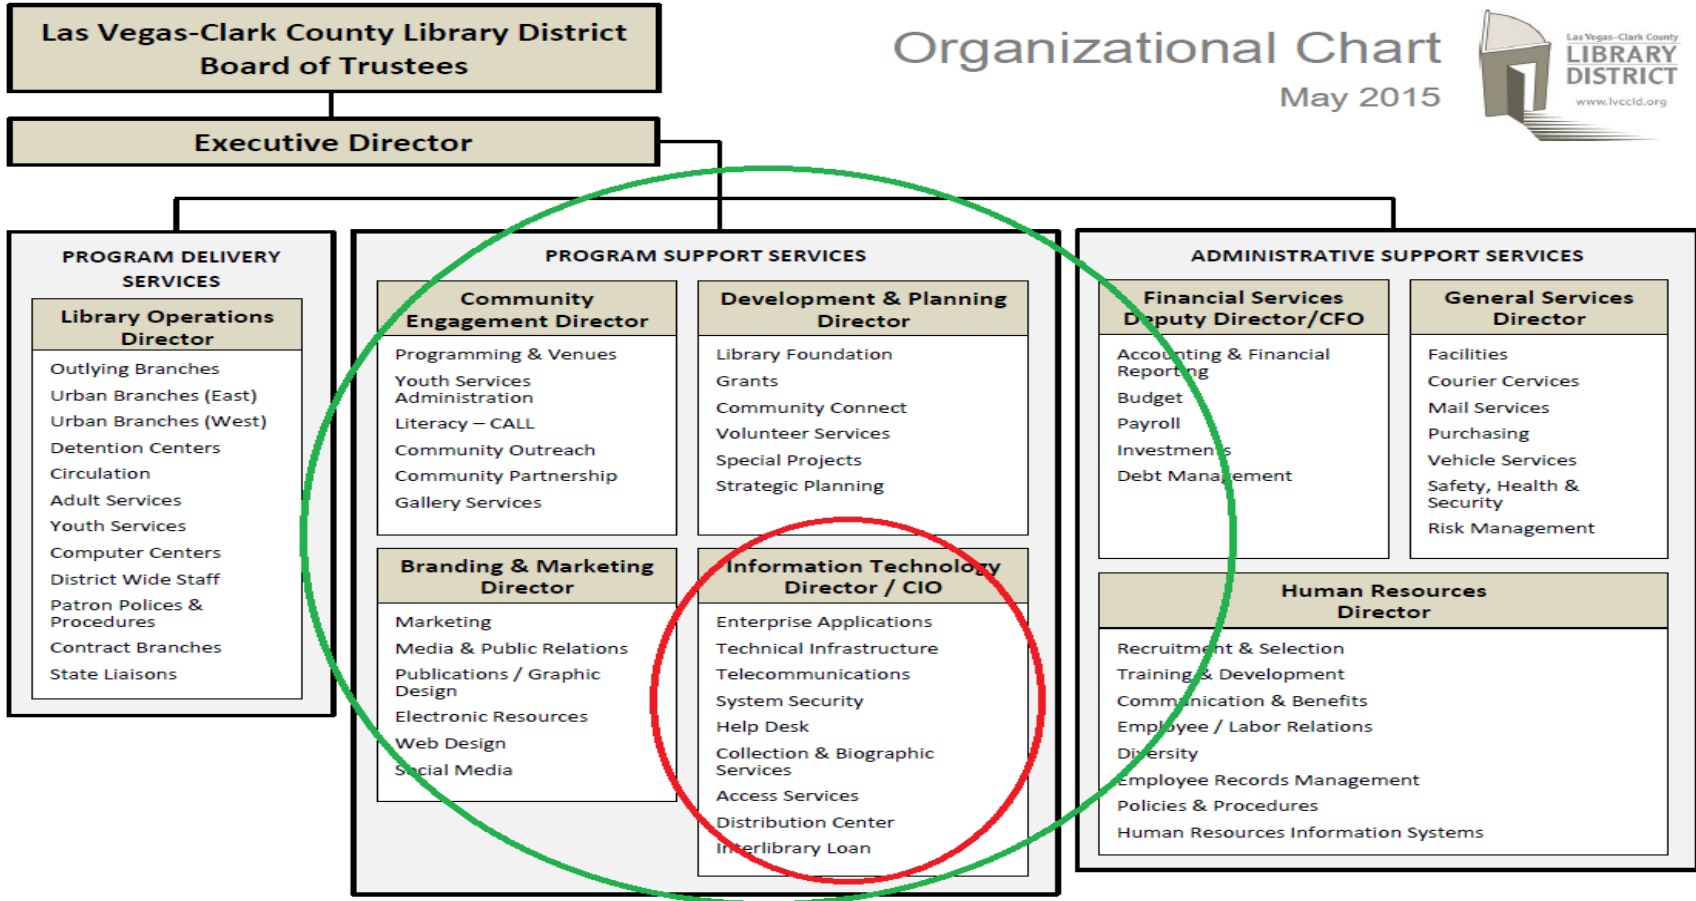 Las Vegas-Clark County Library District
Board of Trustees
Executive Director
Organizational Chart
May 2015
Las Vegas-Clark County
LIBRARY
DISTRICT
www.lvccld.org
PROGRAM DELIVERY
SERVICES
Library Operations
Director
Outlying Branches
Urban Branches (East)
Urban Branches (West)
Detention Centers
Circulation
Adult Services
Youth Services
Computer Centers
District Wide Staff
Patron Polices &
Procedures
Contract Branches
State Liaisons
PROGRAM SUPPORT SERVICES
Community
Engagement Director
Programming & Venues
Youth Services
Administration
Literacy – CALL
Community Outreach
Community Partnership
Gallery Services
Development & Planning
Director
Library Foundation
Grants
Community Connect
Volunteer Services
Special Projects
Strategic Planning
Branding & Marketing
Director
Marketing
Media & Public Relations
Publications / Graphic
Design
Electronic Resources
Web Design
Social Media
Information Technology
Director / CIO
Enterprise Applications
Technical Infrastructure
Telecommunications
System Security
Help Desk
Collection & Biographic
Services
Access Services
Distribution Center
Interlibrary Loan
ADMINISTRATIVE SUPPORT SERVICES
Financial Services
Deputy Director/CFO
Accounting & Financial
Reporting
Budget
Payroll
Investments
Debt Management
General Services
Director
Facilities
Courier Cervices
Mail Services
Purchasing
Vehicle Services
Safety, Health &
Security
Risk Management
Human Resources
Director
Recruitment & Selection
Training & Development
Communication & Benefits
Employee / Labor Relations
Diversity
Employee Records Management
Policies & Procedures
Human Resources Information Systems